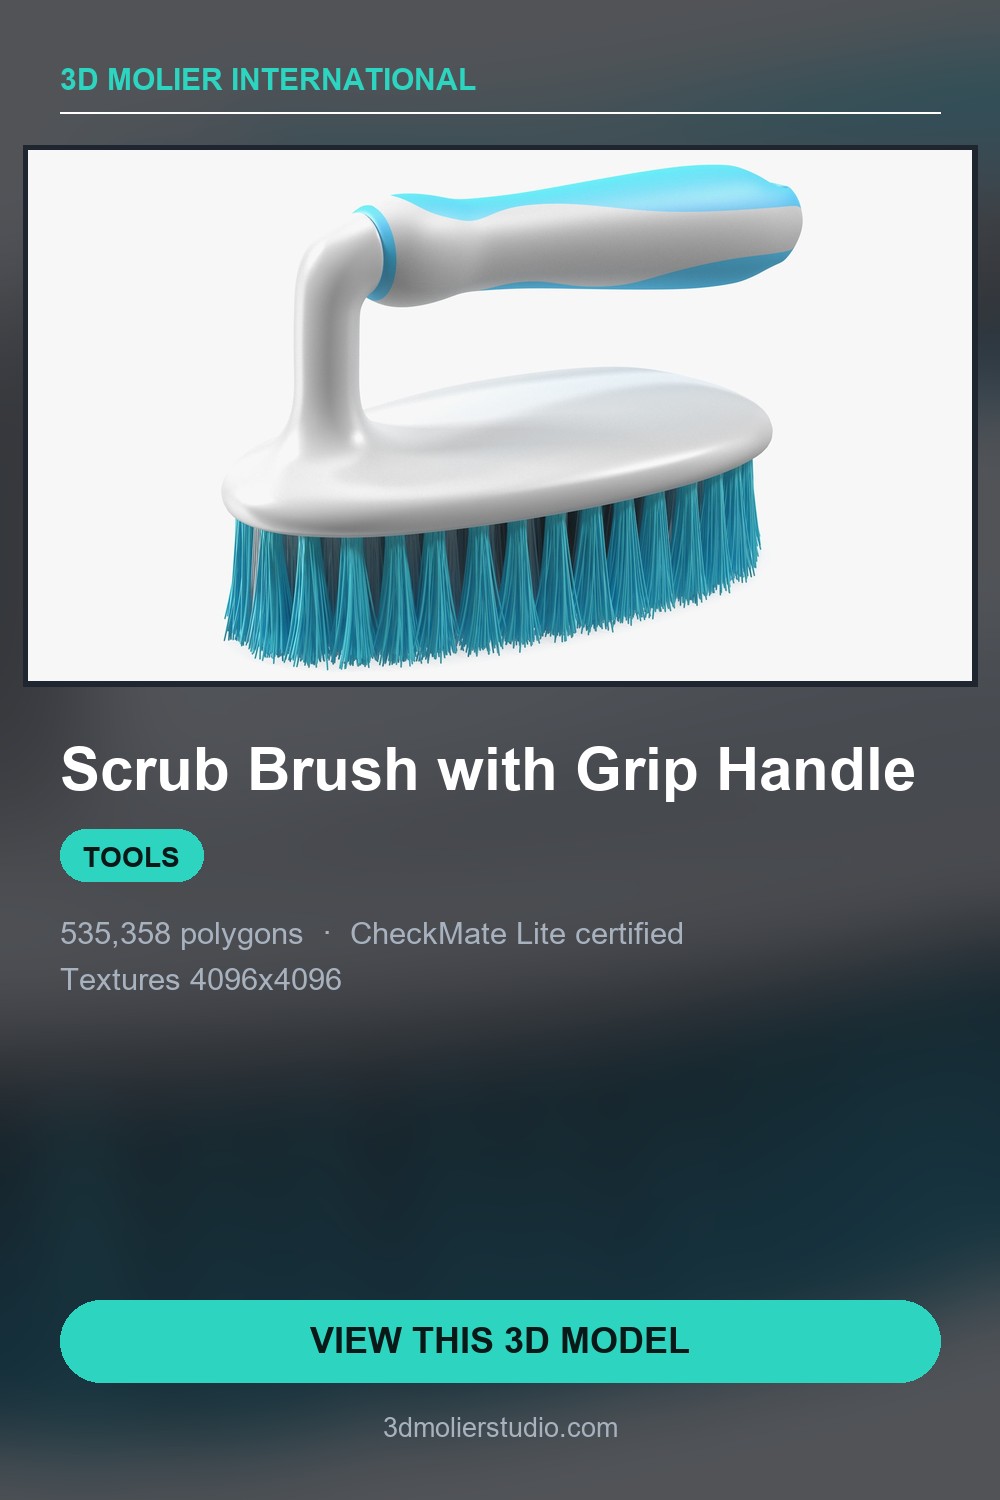 3D MOLIER INTERNATIONAL
Scrub Brush with Grip Handle
TOOLS
535,358 polygons · CheckMate Lite certified
Textures 4096x4096
VIEW THIS 3D MODEL
3dmolierstudio.com